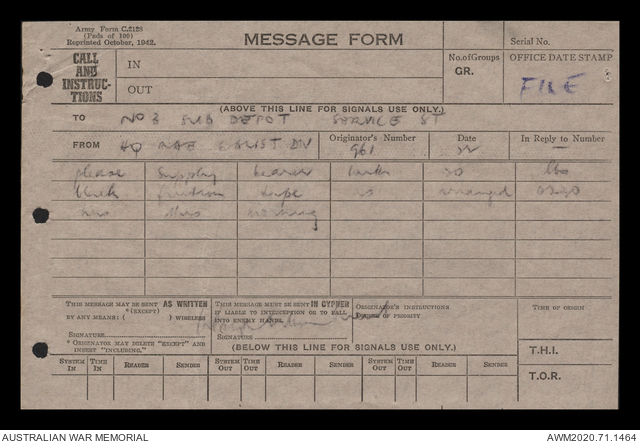 Army Form C.2128
(Pads of 100)
Reprinted October, 1942.
MESSAGE FORM
Serial No.
CALL
AND
INSTRUC-
TIONS
IN
OUT
No. of Groups
GR.
OFFICE DATE STAMP
FILE
(ABOVE THIS LINE FOR SIGNALS USE ONLY.)
TO No 3 SUB DEPOT
FROM HQ RAE
Originator's Number
961
Date
22
In Reply to Number
—
please supply bearer with 20 lbs
black friction tape as arranged
this morning
THIS MESSAGE MAY BE SENT AS WRITTEN
*(EXCEPT)
BY ANY MEANS: ( ) WIRELESS
SIGNATURE
* ORIGINATOR MAY DELETE "EXCEPT" AND
INSERT "INCLUDING."
THIS MESSAGE MUST BE SENT IN CYPHER
IF LIABLE TO INTERCEPTION OR TO FALL
INTO ENEMY HANDS.
SIGNATURE
ORIGINATOR'S INSTRUCTIONS
DEGREE OF PRIORITY
TIME OF ORIGIN
(BELOW THIS LINE FOR SIGNALS USE ONLY.)
T.H.I.
T.O.R.
SYSTEM IN TIME IN READER SENDER SYSTEM OUT TIME OUT READER SENDER SYSTEM OUT TIME OUT READER SENDER
AUSTRALIAN WAR MEMORIAL
AWM2020.71.1464